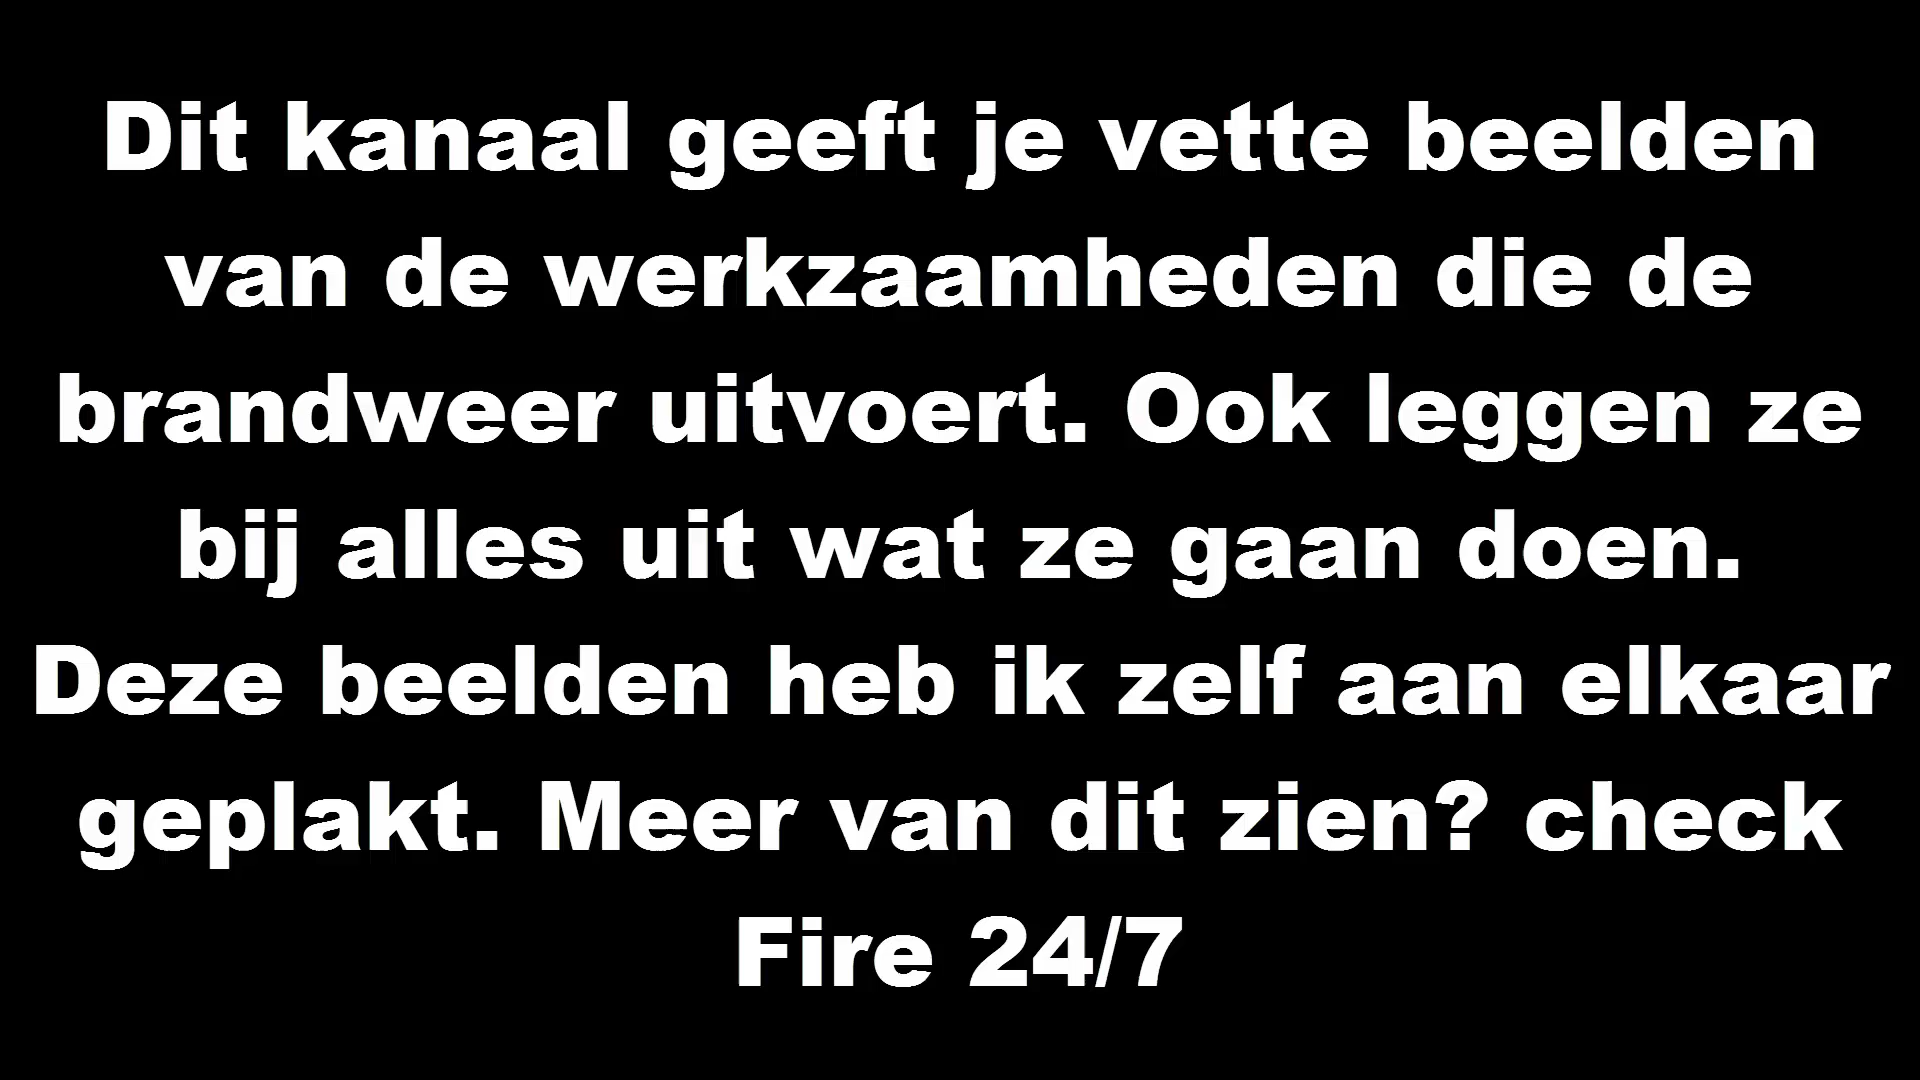 Dit kanaal geeft je vette beelden
van de werkzaamheden die de
brandweer uitvoert. Ook leggen ze
bij alles uit wat ze gaan doen.
Deze beelden heb ik zelf aan elkaar
geplakt. Meer van dit zien? check
Fire 24/7